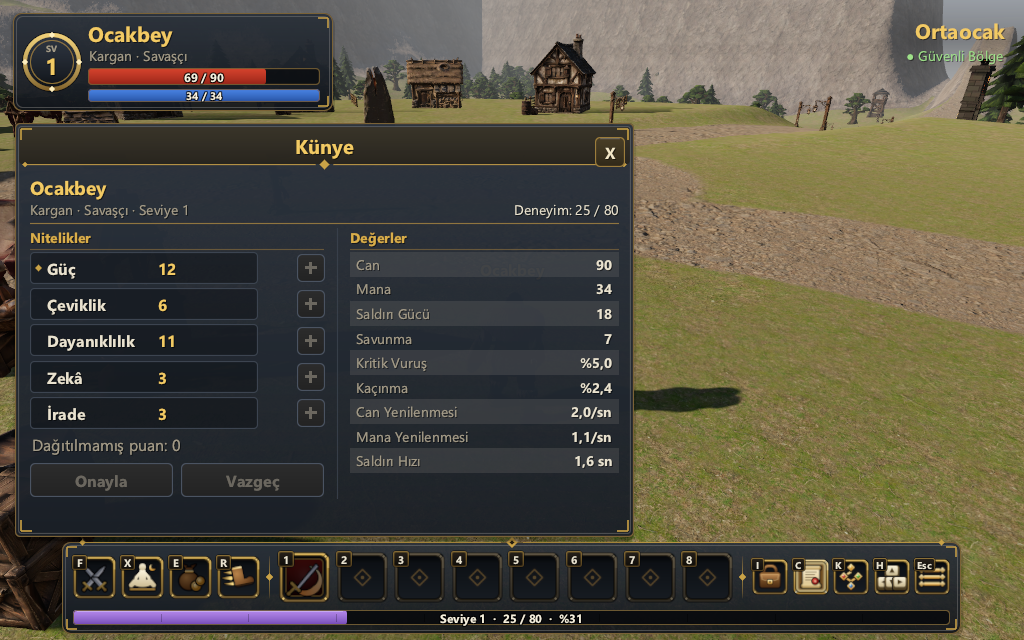 SV
1
Ocakbey
Kargan · Savaşçı
69 / 90
34 / 34
Ortaocak
Güvenli Bölge
Künye
X
Ocakbey
Kargan · Savaşçı · Seviye 1
Deneyim: 25 / 80
Nitelikler
Güç 12
Çeviklik 6
Dayanıklılık 11
Zekâ 3
İrade 3
Dağıtılmamış puan: 0
Onayla
Vazgeç
Değerler
Can 90
Mana 34
Saldırı Gücü 18
Savunma 7
Kritik Vuruş %5,0
Kaçınma %2,4
Can Yenilenmesi 2,0/sn
Mana Yenilenmesi 1,1/sn
Saldırı Hızı 1,6 sn
F X E R 1 2 3 4 5 6 7 8 I C K H Esc
Seviye 1 · 25 / 80 · %31